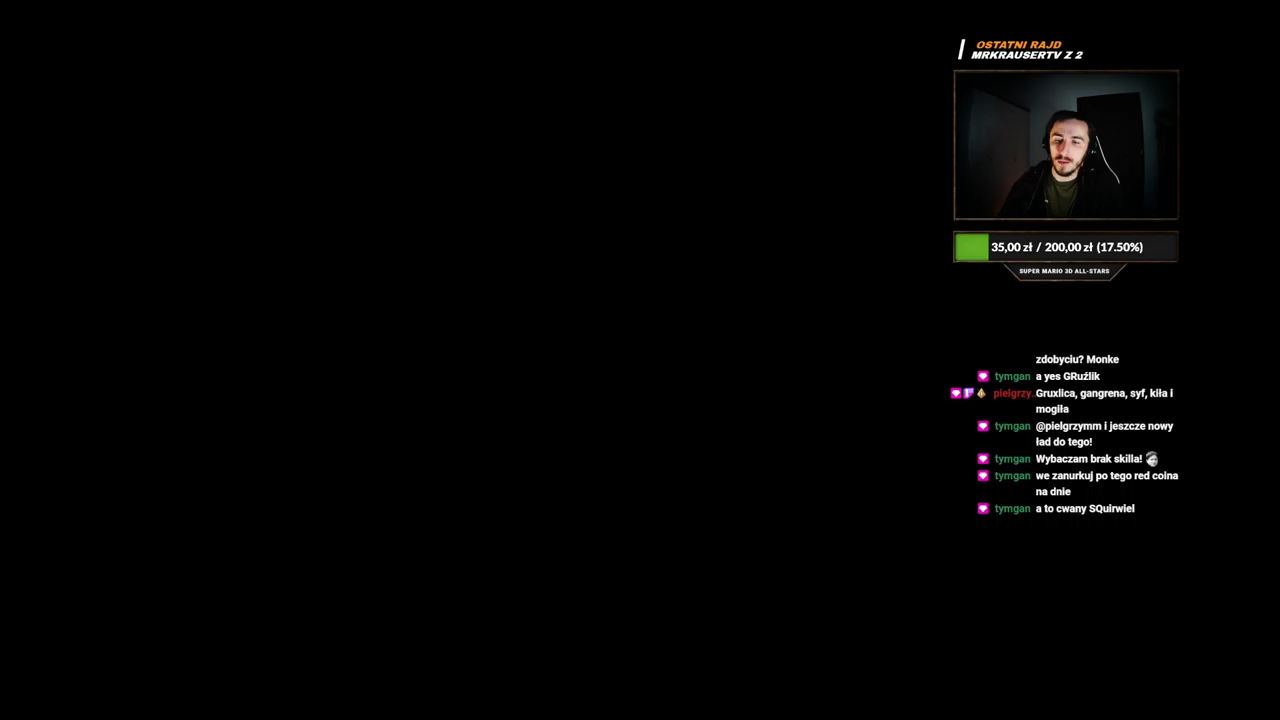 OSTATNI RAJD
MRKRAUSERTV Z 2
35,00 zł / 200,00 zł (17.50%)
SUPER MARIO 3D ALL-STARS
zdobyciu? Monke
tymgan a yes GRuźlik
pielgrzy... Gruxlica, gangrena, syf, kiła i
mogiła
tymgan @pielgrzymm i jeszcze nowy
ład do tego!
tymgan Wybaczam brak skilla!
tymgan we zanurkuj po tego red coina
na dnie
tymgan a to cwany SQuirwiel